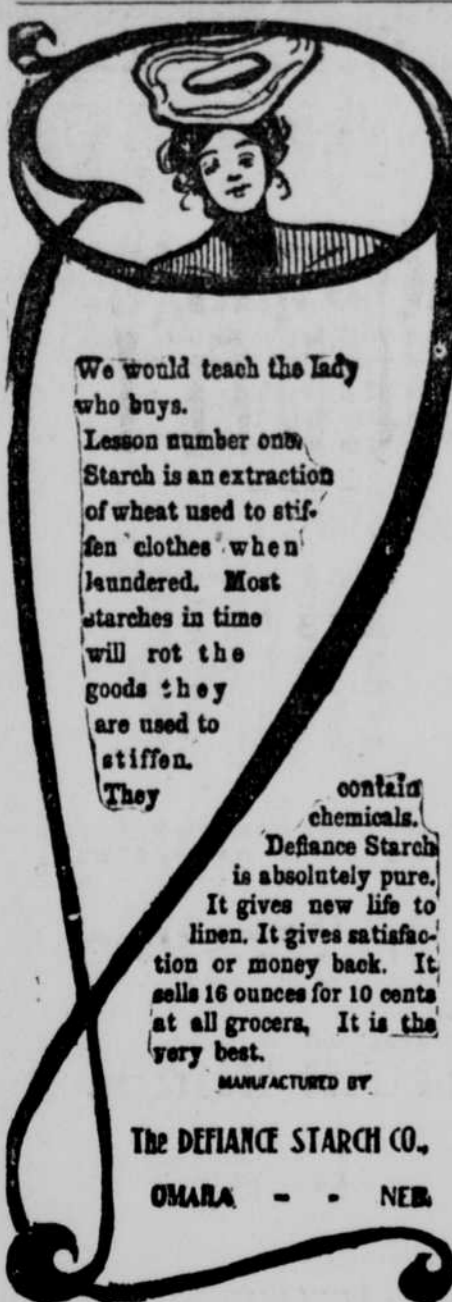 We would teach the lady
who buys.
Lesson number one.
Starch is an extraction
of wheat used to stif-
fen clothes when
laundered. Most
starches in time
will rot the
goods they
are used to
stiffen.
They
contain
chemicals.
Defiance Starch
is absolutely pure.
It gives new life to
linen. It gives satisfac-
tion or money back. It
sells 16 ounces for 10 cents
at all grocers, It is the
very best.
MANUFACTURED BY
The DEFIANCE STARCH CO.,
OMAHA - - NEB.